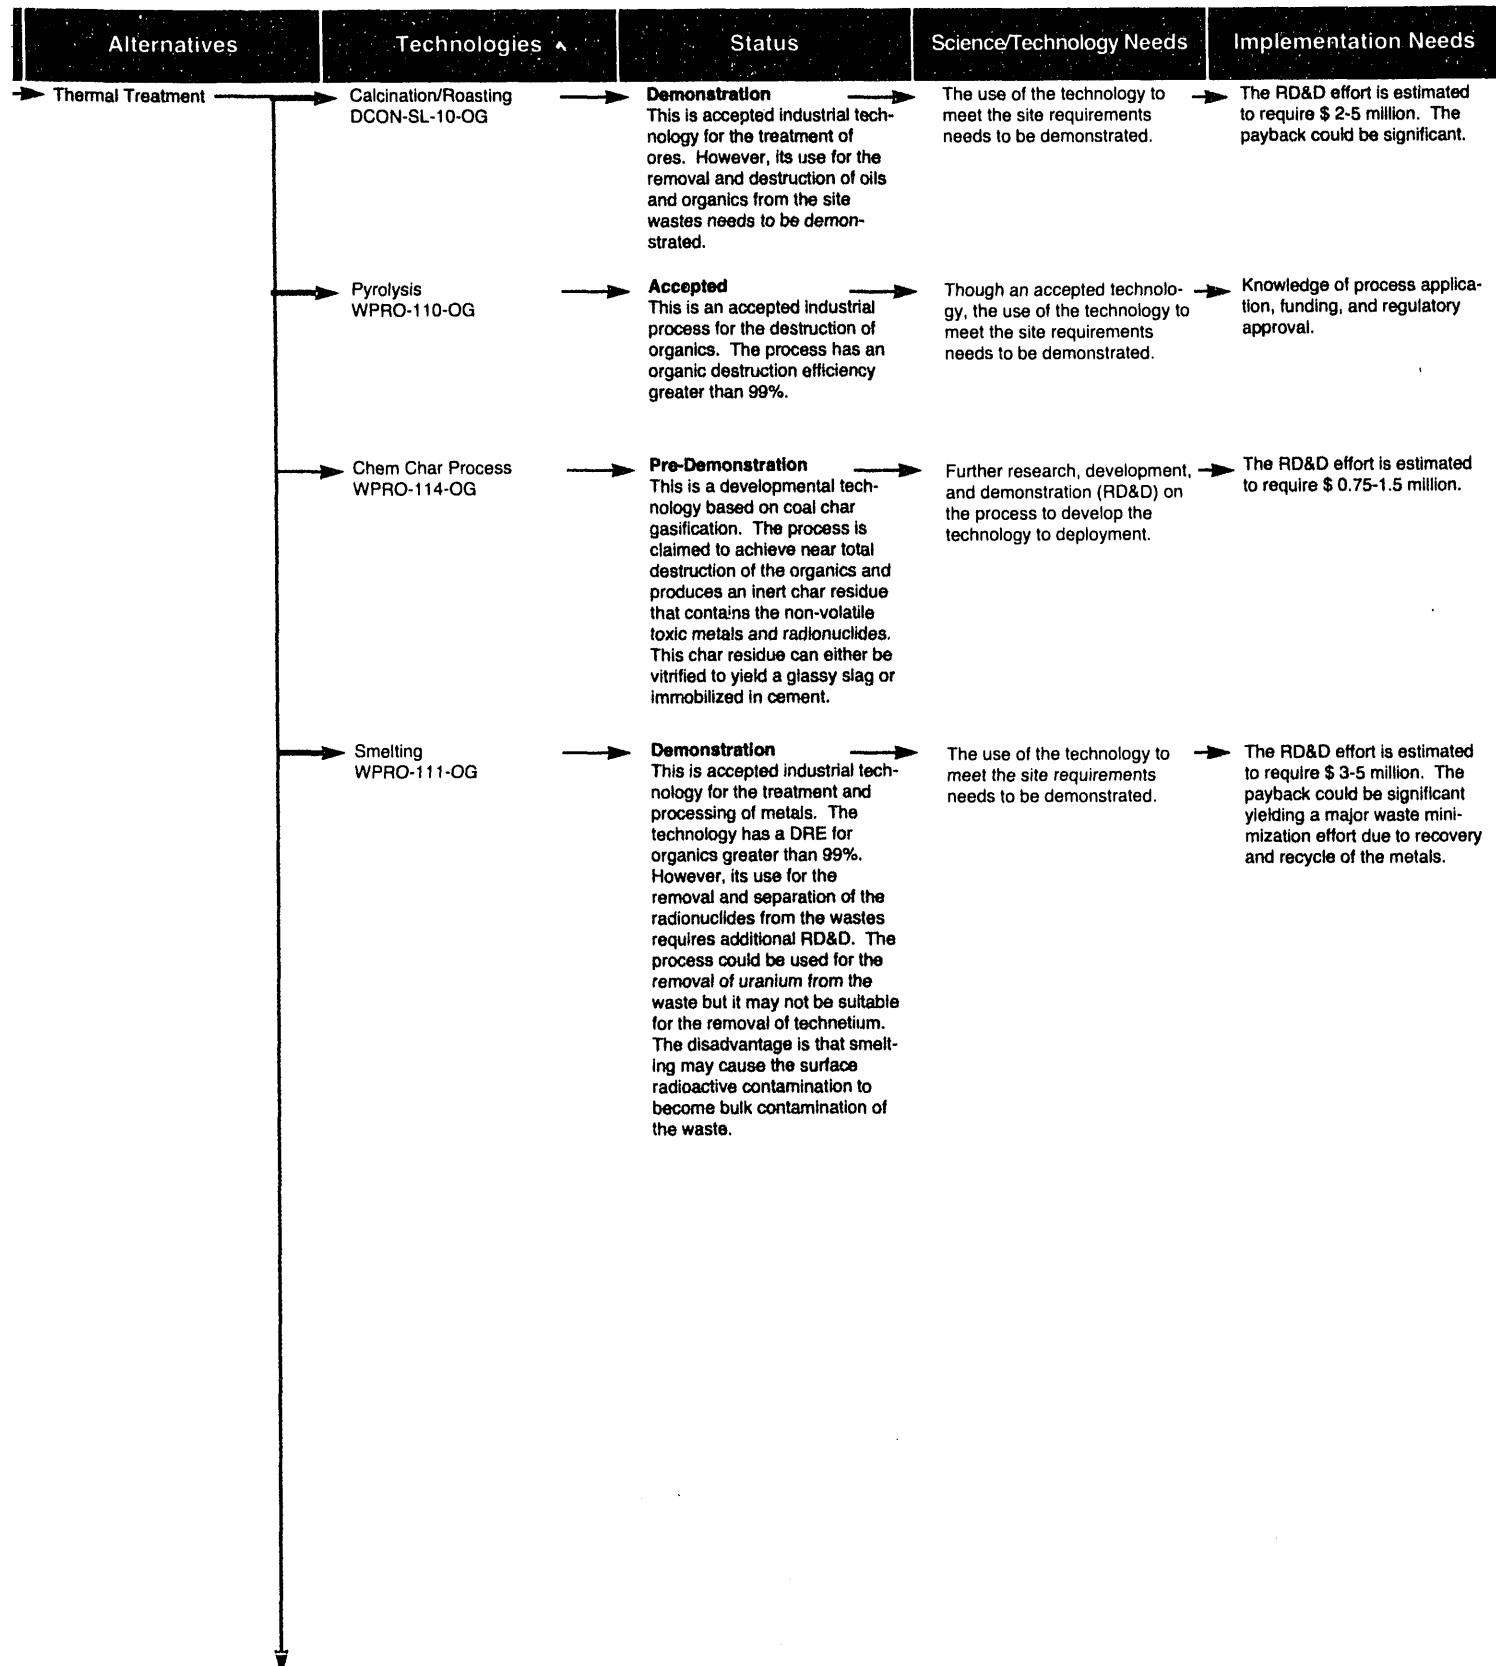 Alternatives
Technologies
Status
Science/Technology Needs
Implementation Needs
Thermal Treatment
Calcination/Roasting
DCON-SL-10-OG
Demonstration
This is accepted industrial tech-
nology for the treatment of
ores. However, its use for the
removal and destruction of oils
and organics from the site
wastes needs to be demon-
strated.
The use of the technology to
meet the site requirements
needs to be demonstrated.
The RD&D effort is estimated
to require $ 2-5 million. The
payback could be significant.
Pyrolysis
WPRO-110-OG
Accepted
This is an accepted industrial
process for the destruction of
organics. The process has an
organic destruction efficiency
greater than 99%.
Though an accepted technolo-
gy, the use of the technology to
meet the site requirements
needs to be demonstrated.
Knowledge of process applica-
tion, funding, and regulatory
approval.
Chem Char Process
WPRO-114-OG
Pre-Demonstration
This is a developmental tech-
nology based on coal char
gasification. The process is
claimed to achieve near total
destruction of the organics and
produces an inert char residue
that contains the non-volatile
toxic metals and radionuclides.
This char residue can either be
vitrified to yield a glassy slag or
immobilized in cement.
Further research, development,
and demonstration (RD&D) on
the process to develop the
technology to deployment.
The RD&D effort is estimated
to require $ 0.75-1.5 million.
Smelting
WPRO-111-OG
Demonstration
This is accepted industrial tech-
nology for the treatment and
processing of metals. The
technology has a DRE for
organics greater than 99%.
However, its use for the
removal and separation of the
radionuclides from the wastes
requires additional RD&D. The
process could be used for the
removal of uranium from the
waste but it may not be suitable
for the removal of technetium.
The disadvantage is that smelt-
ing may cause the surface
radioactive contamination to
become bulk contamination of
the waste.
The use of the technology to
meet the site requirements
needs to be demonstrated.
The RD&D effort is estimated
to require $ 3-5 million. The
payback could be significant
yielding a major waste mini-
mization effort due to recovery
and recycle of the metals.